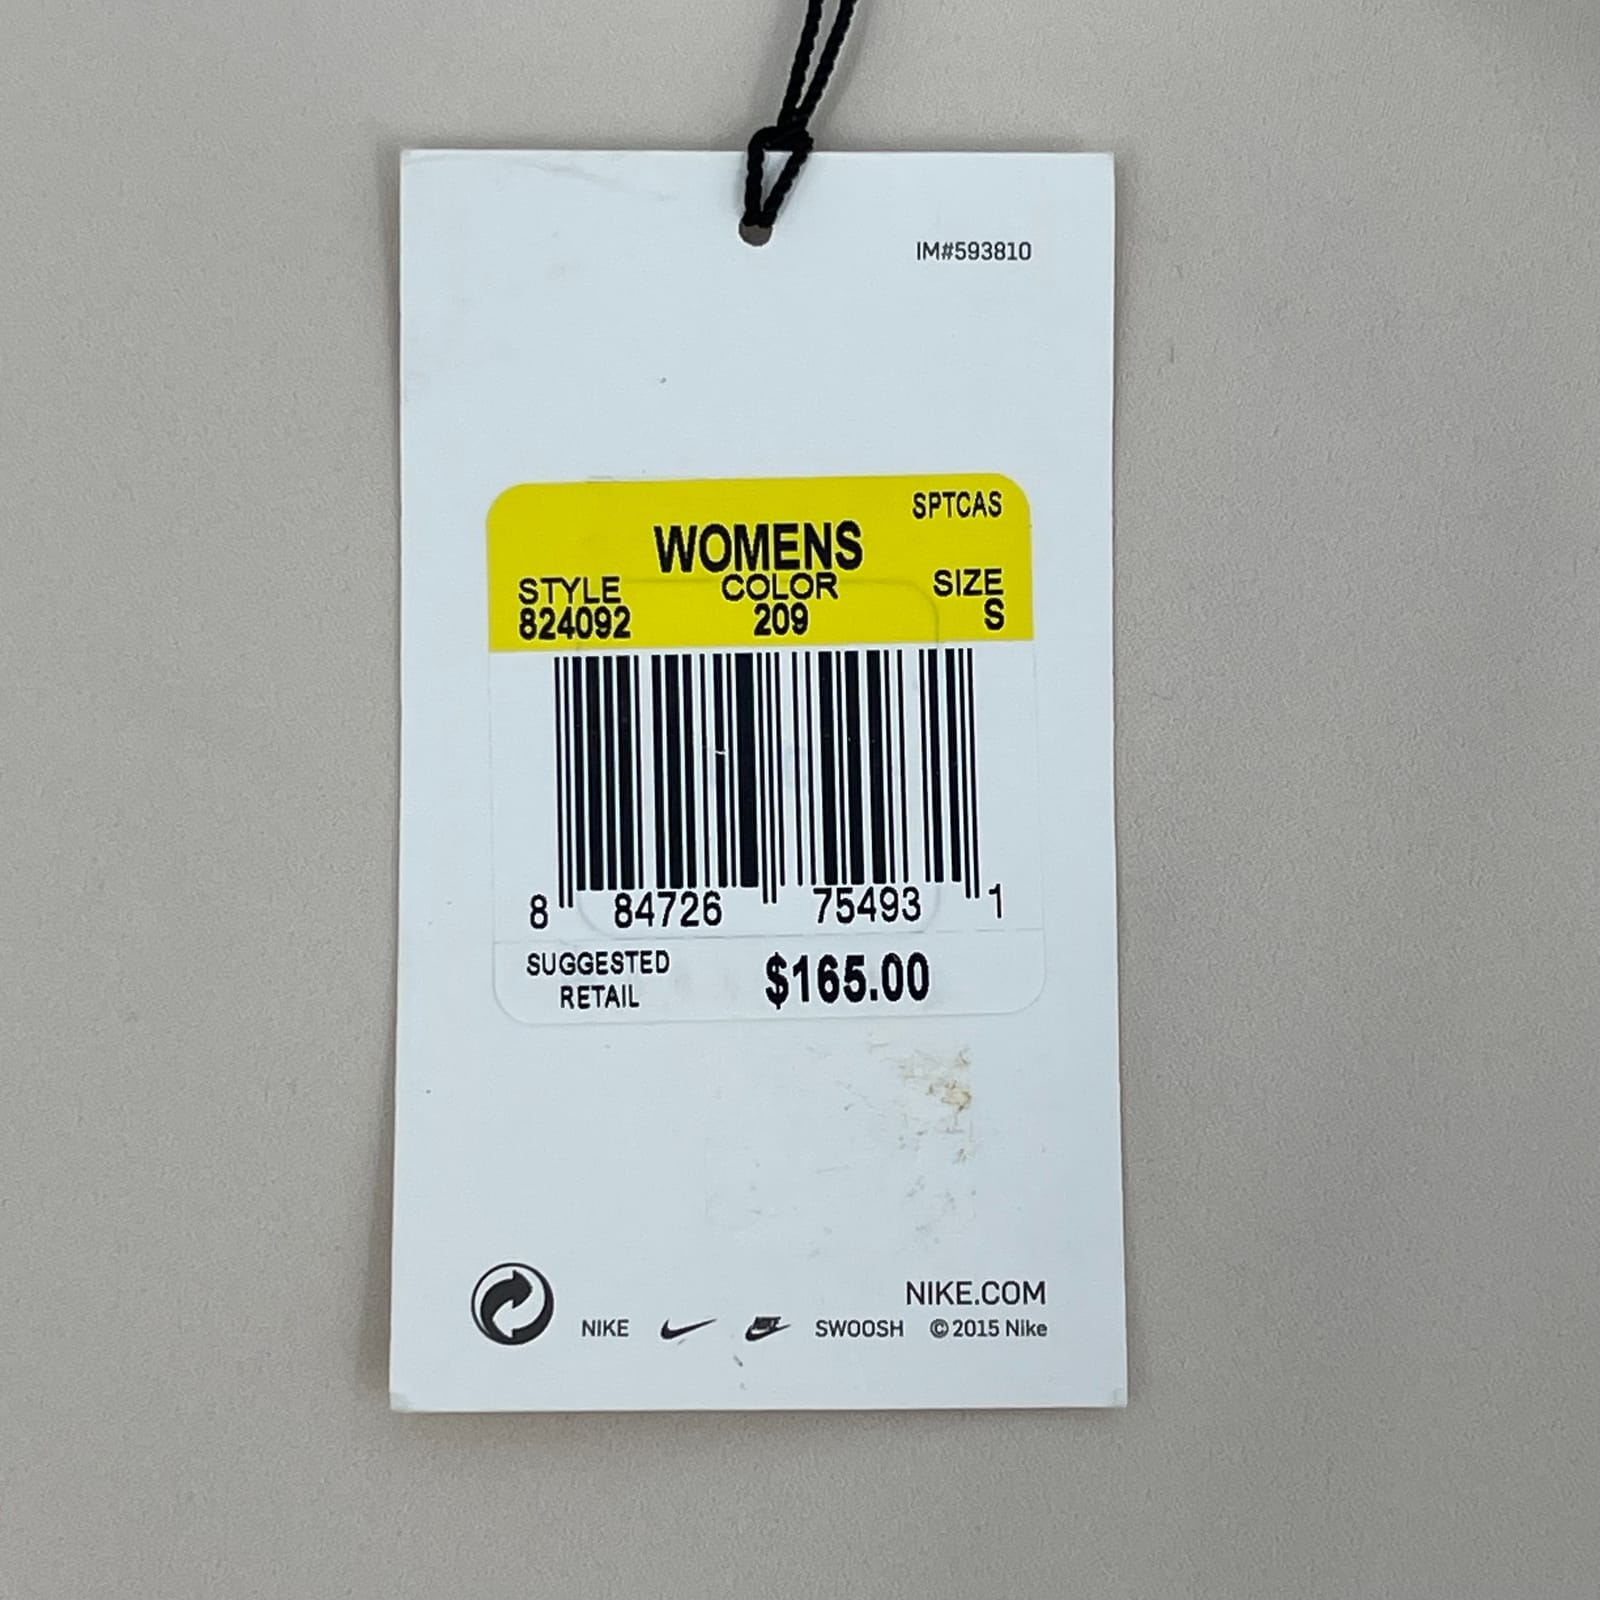 IM#593810
SPTCAS
WOMENS
STYLE COLOR SIZE
824092 209 S
8 84726 75493 1
SUGGESTED RETAIL $165.00
NIKE.COM
NIKE NIKE SWOOSH © 2015 Nike